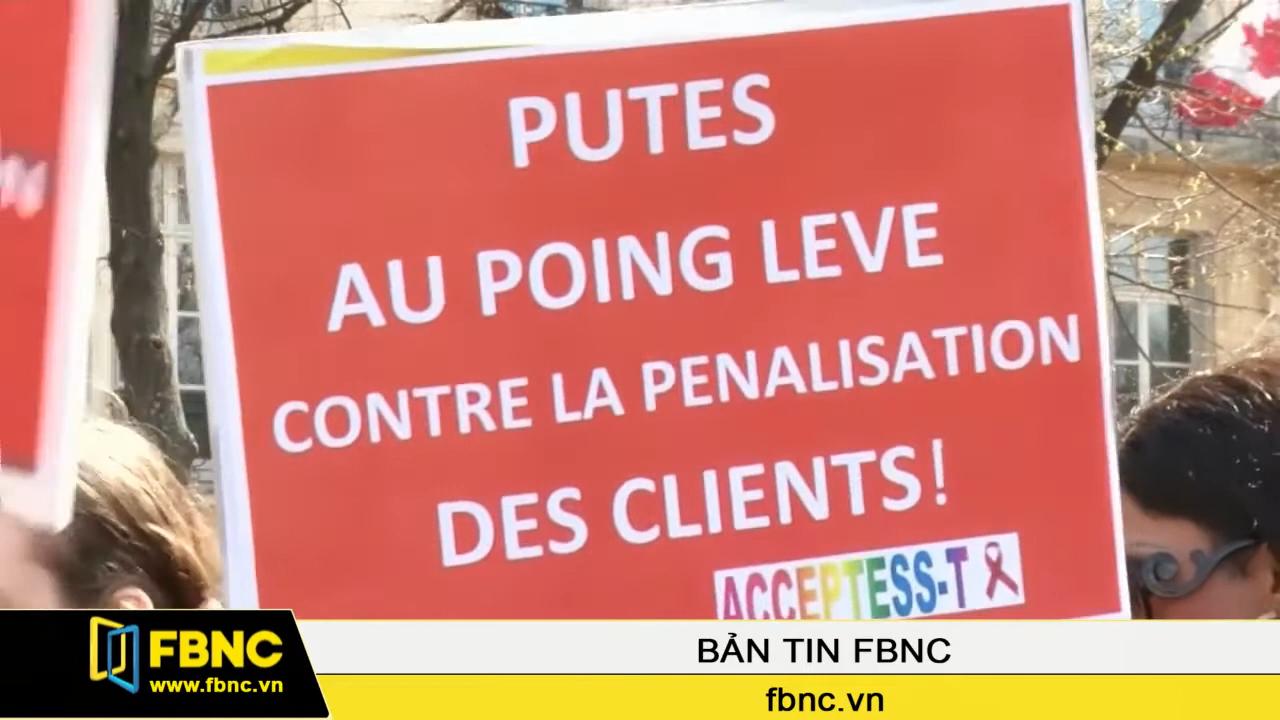 PUTES
AU POING LEVE
CONTRE LA PENALISATION
DES CLIENTS!
ACCEPTESS-T
FBNC
www.fbnc.vn
BẢN TIN FBNC
fbnc.vn